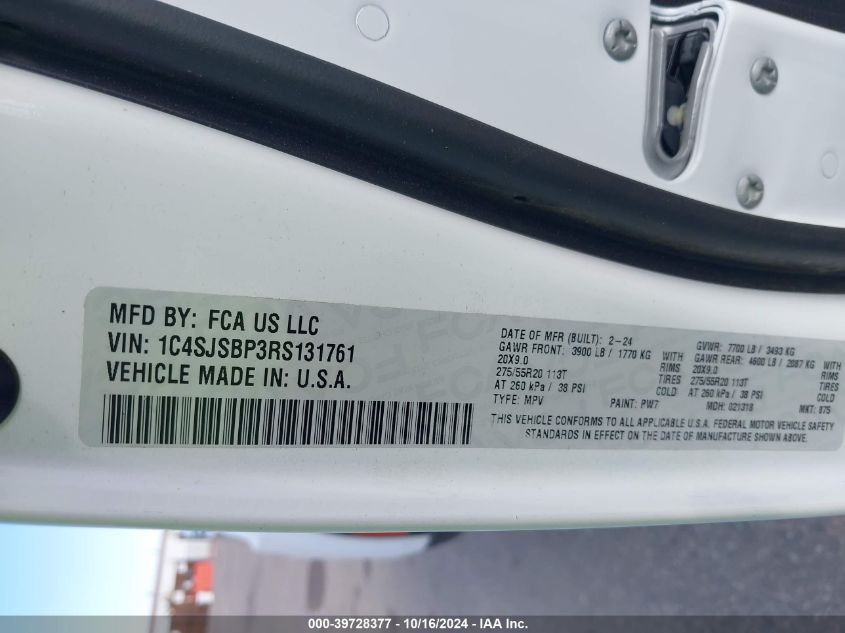 MFD BY: FCA US LLC
VIN: 1C4SJSBP3RS131761
VEHICLE MADE IN: U.S.A.
DATE OF MFR (BUILT): 2-24 GVWR: 7700 LB / 3493 KG
GAWR FRONT: 3900 LB / 1770 KG WITH GAWR REAR: 4600 LB / 2087 KG WITH
20X9.0 RIMS 20X9.0 RIMS
275/55R20 113T TIRES 275/55R20 113T TIRES
AT 260 kPa / 38 PSI COLD AT 260 kPa / 38 PSI COLD
TYPE: MPV PAINT: PW7 MDH: 021318 MKT: 875
THIS VEHICLE CONFORMS TO ALL APPLICABLE U.S.A. FEDERAL MOTOR VEHICLE SAFETY
STANDARDS IN EFFECT ON THE DATE OF MANUFACTURE SHOWN ABOVE.
000-39728377 - 10/16/2024 - IAA Inc.